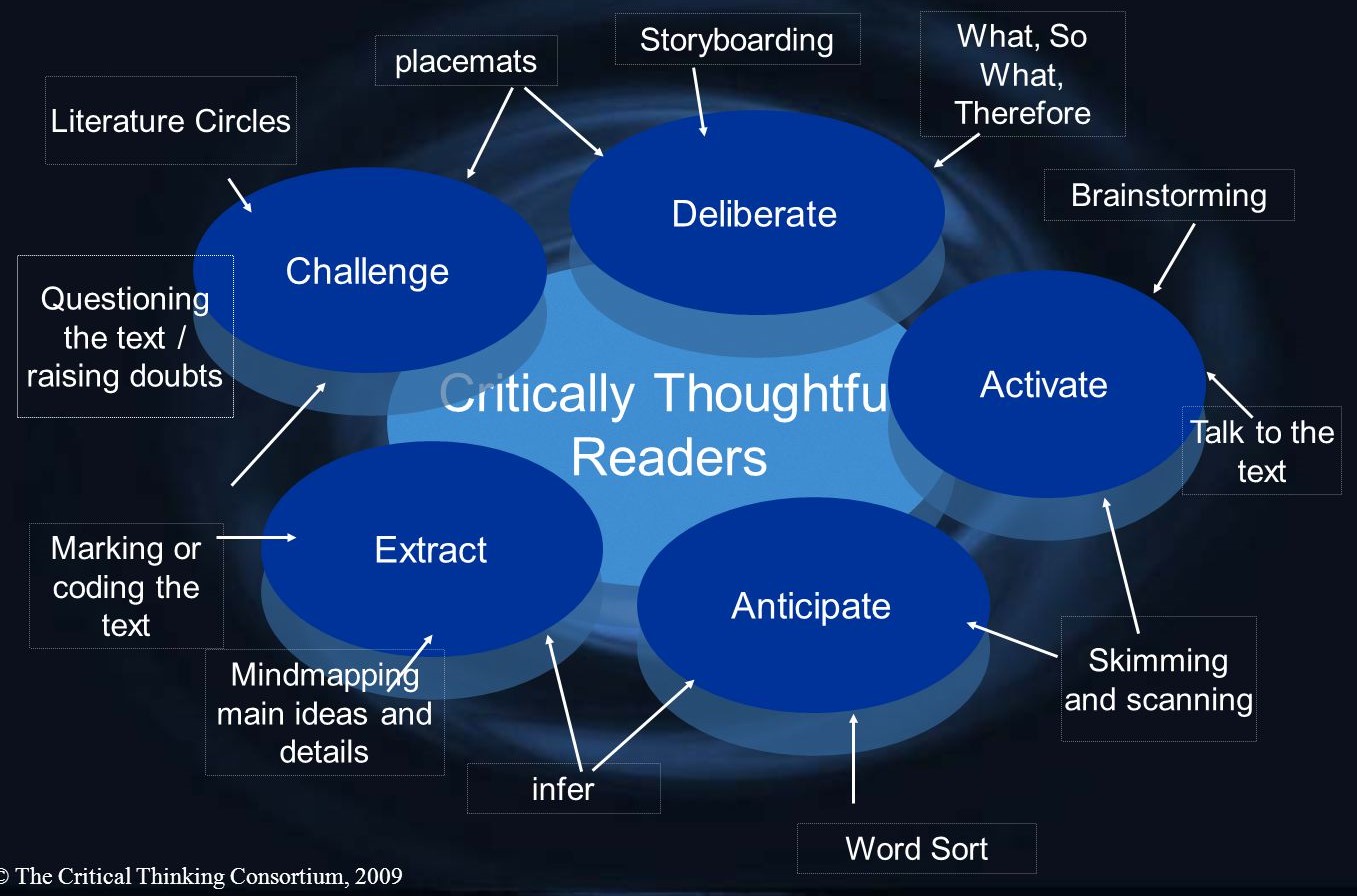 Storyboarding
What, So
What,
Therefore
placemats
Literature Circles
Brainstorming
Deliberate
Challenge
Questioning
the text /
raising doubts
Activate
Critically Thoughtfu
Readers
Talk to the
text
Marking or
coding the
text
Extract
Anticipate
Mindmapping
main ideas and
details
Skimming
and scanning
infer
Word Sort
© The Critical Thinking Consortium, 2009